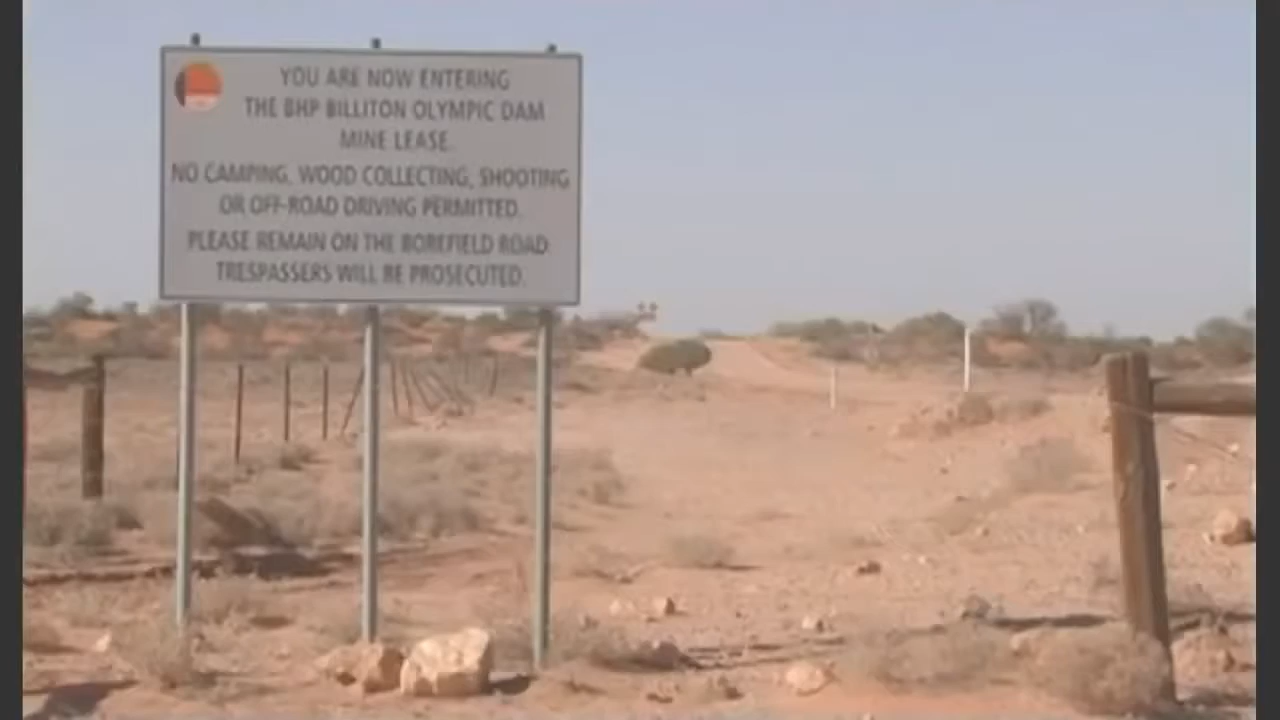 YOU ARE NOW ENTERING
THE BHP BILLITON OLYMPIC DAM
MINE LEASE.
NO CAMPING, WOOD COLLECTING, SHOOTING
OR OFF-ROAD DRIVING PERMITTED.
PLEASE REMAIN ON THE BOREFIELD ROAD
TRESPASSERS WILL BE PROSECUTED.